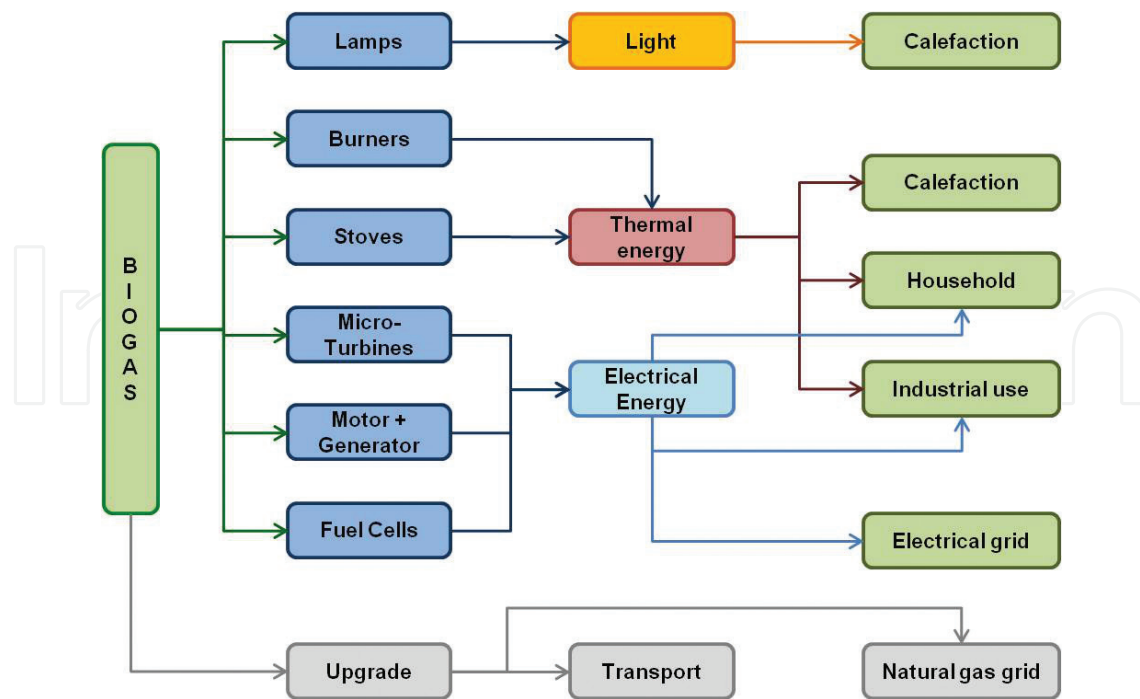 Lamps
Light
Calefaction
Burners
Calefaction
BIOGAS
Stoves
Thermal
energy
Household
Micro-
Turbines
Electrical
Energy
Industrial use
Motor +
Generator
Fuel Cells
Electrical grid
Upgrade
Transport
Natural gas grid